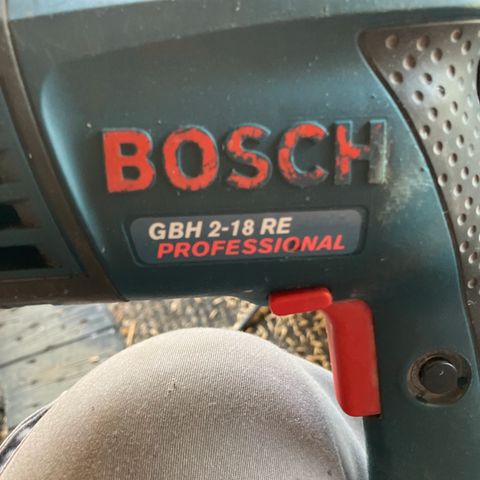 BOSCH
GBH 2-18 RE
PROFESSIONAL